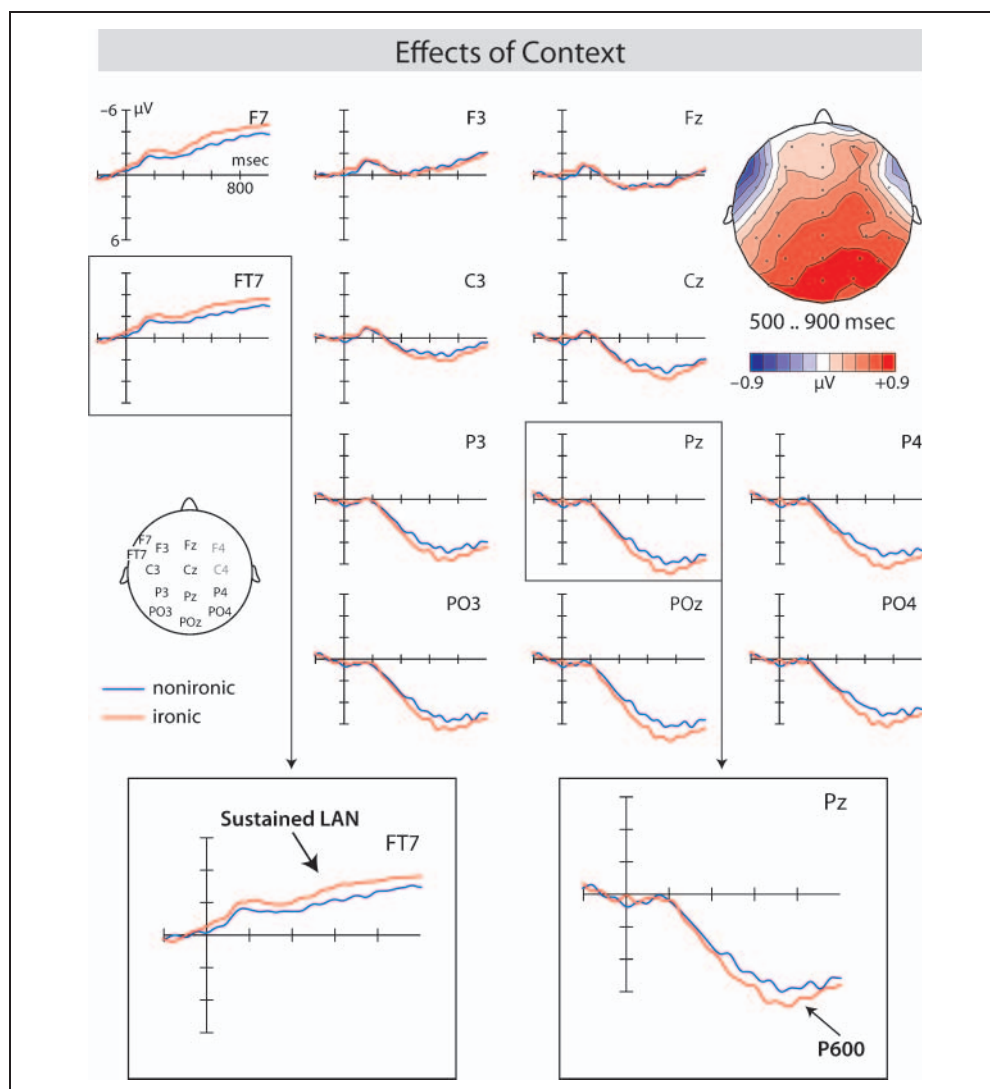 Effects of Context
−6 μV
F7
msec
800
6
F3
Fz
FT7
C3
Cz
500 .. 900 msec
−0.9 μV +0.9
P3
Pz
P4
F7
FT7 F3 Fz F4
C3 Cz C4
P3 Pz P4
PO3 POz PO4
PO3
POz
PO4
nonironic
ironic
Sustained LAN
FT7
Pz
P600